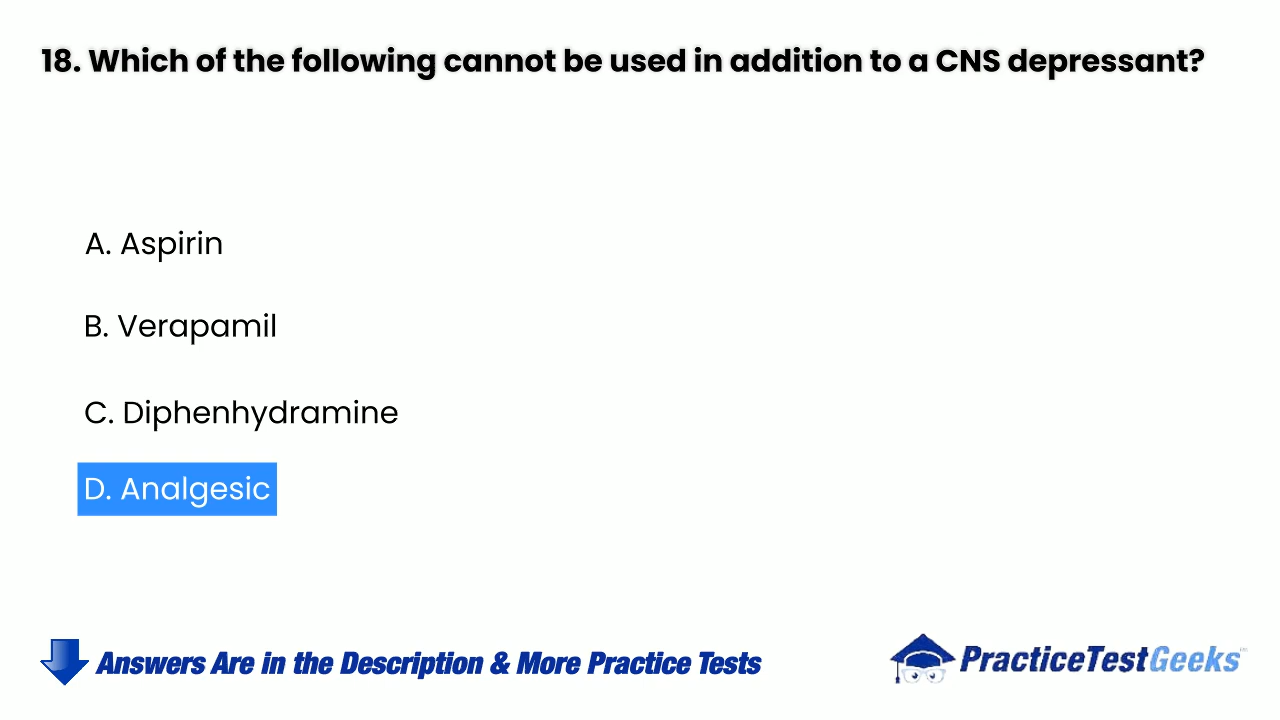 18. Which of the following cannot be used in addition to a CNS depressant?
A. Aspirin
B. Verapamil
C. Diphenhydramine
D. Analgesic
Answers Are in the Description & More Practice Tests
PracticeTestGeeks